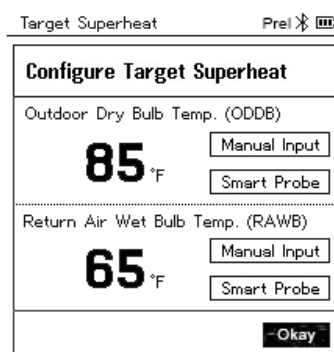 Target Superheat Prel
Configure Target Superheat
Outdoor Dry Bulb Temp. (ODDB)
85 °F
Manual Input
Smart Probe
Return Air Wet Bulb Temp. (RAWB)
65 °F
Manual Input
Smart Probe
Okay